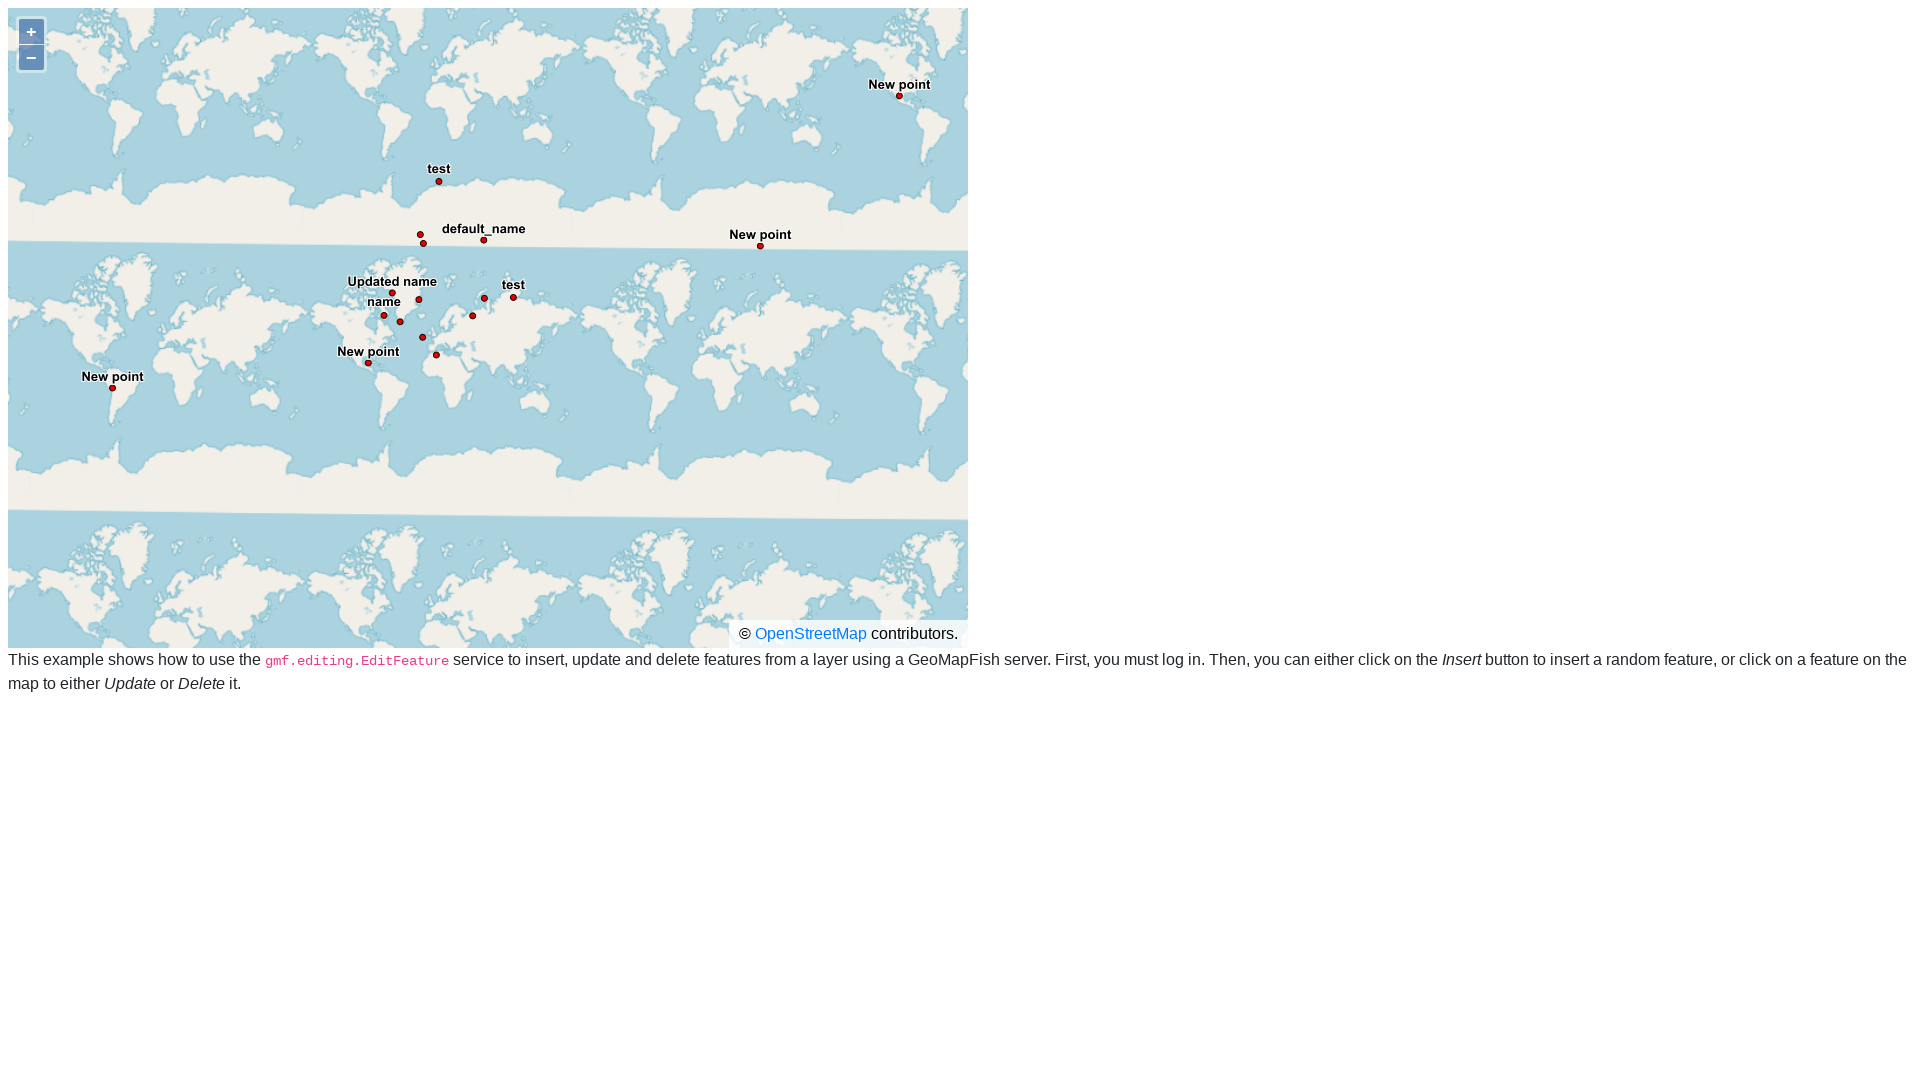 +
−
New point
test
default_name
New point
Updated name
test
name
New point
New point
© OpenStreetMap contributors.
This example shows how to use the gmf.editing.EditFeature service to insert, update and delete features from a layer using a GeoMapFish server. First, you must log in. Then, you can either click on the Insert button to insert a random feature, or click on a feature on the
map to either Update or Delete it.